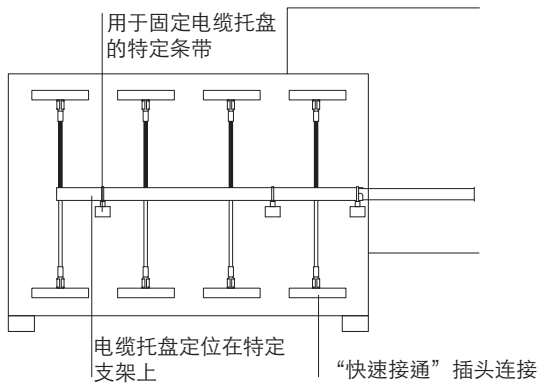 用于固定电缆托盘
的特定条带
电缆托盘定位在特定
支架上
“快速接通”插头连接